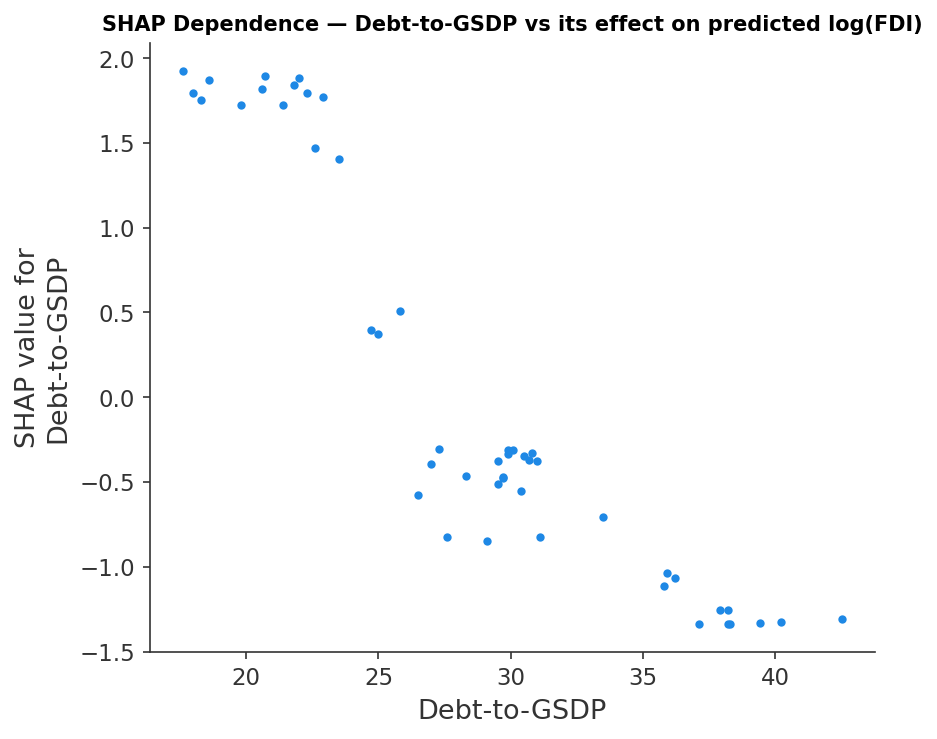 SHAP Dependence — Debt-to-GSDP vs its effect on predicted log(FDI)
2.0
1.5
1.0
0.5
0.0
−0.5
−1.0
−1.5
SHAP value for
Debt-to-GSDP
20 25 30 35 40
Debt-to-GSDP